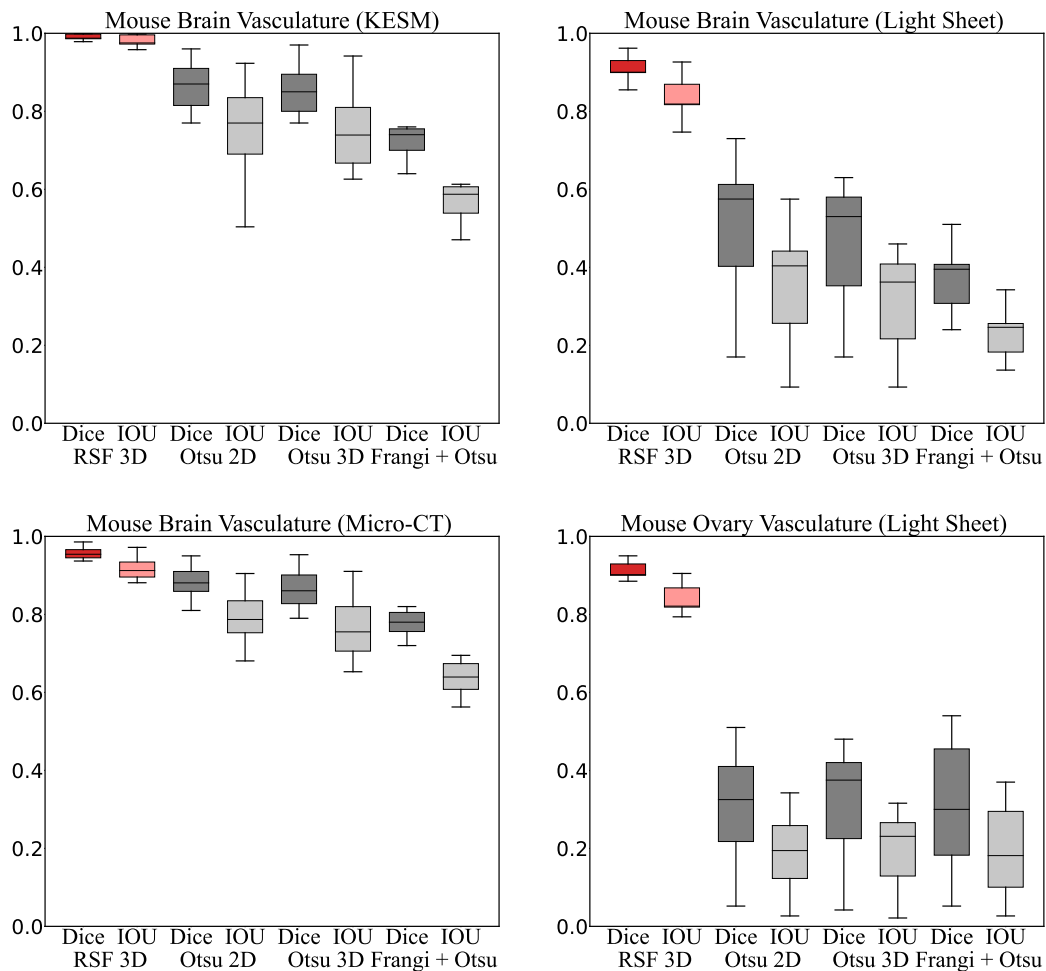 Mouse Brain Vasculature (KESM)
1.0
0.8
0.6
0.4
0.2
0.0
Dice IOU Dice IOU Dice IOU Dice IOU
RSF 3D Otsu 2D Otsu 3D Frangi + Otsu
Mouse Brain Vasculature (Light Sheet)
1.0
0.8
0.6
0.4
0.2
0.0
Dice IOU Dice IOU Dice IOU Dice IOU
RSF 3D Otsu 2D Otsu 3D Frangi + Otsu
Mouse Brain Vasculature (Micro-CT)
1.0
0.8
0.6
0.4
0.2
0.0
Dice IOU Dice IOU Dice IOU Dice IOU
RSF 3D Otsu 2D Otsu 3D Frangi + Otsu
Mouse Ovary Vasculature (Light Sheet)
1.0
0.8
0.6
0.4
0.2
0.0
Dice IOU Dice IOU Dice IOU Dice IOU
RSF 3D Otsu 2D Otsu 3D Frangi + Otsu